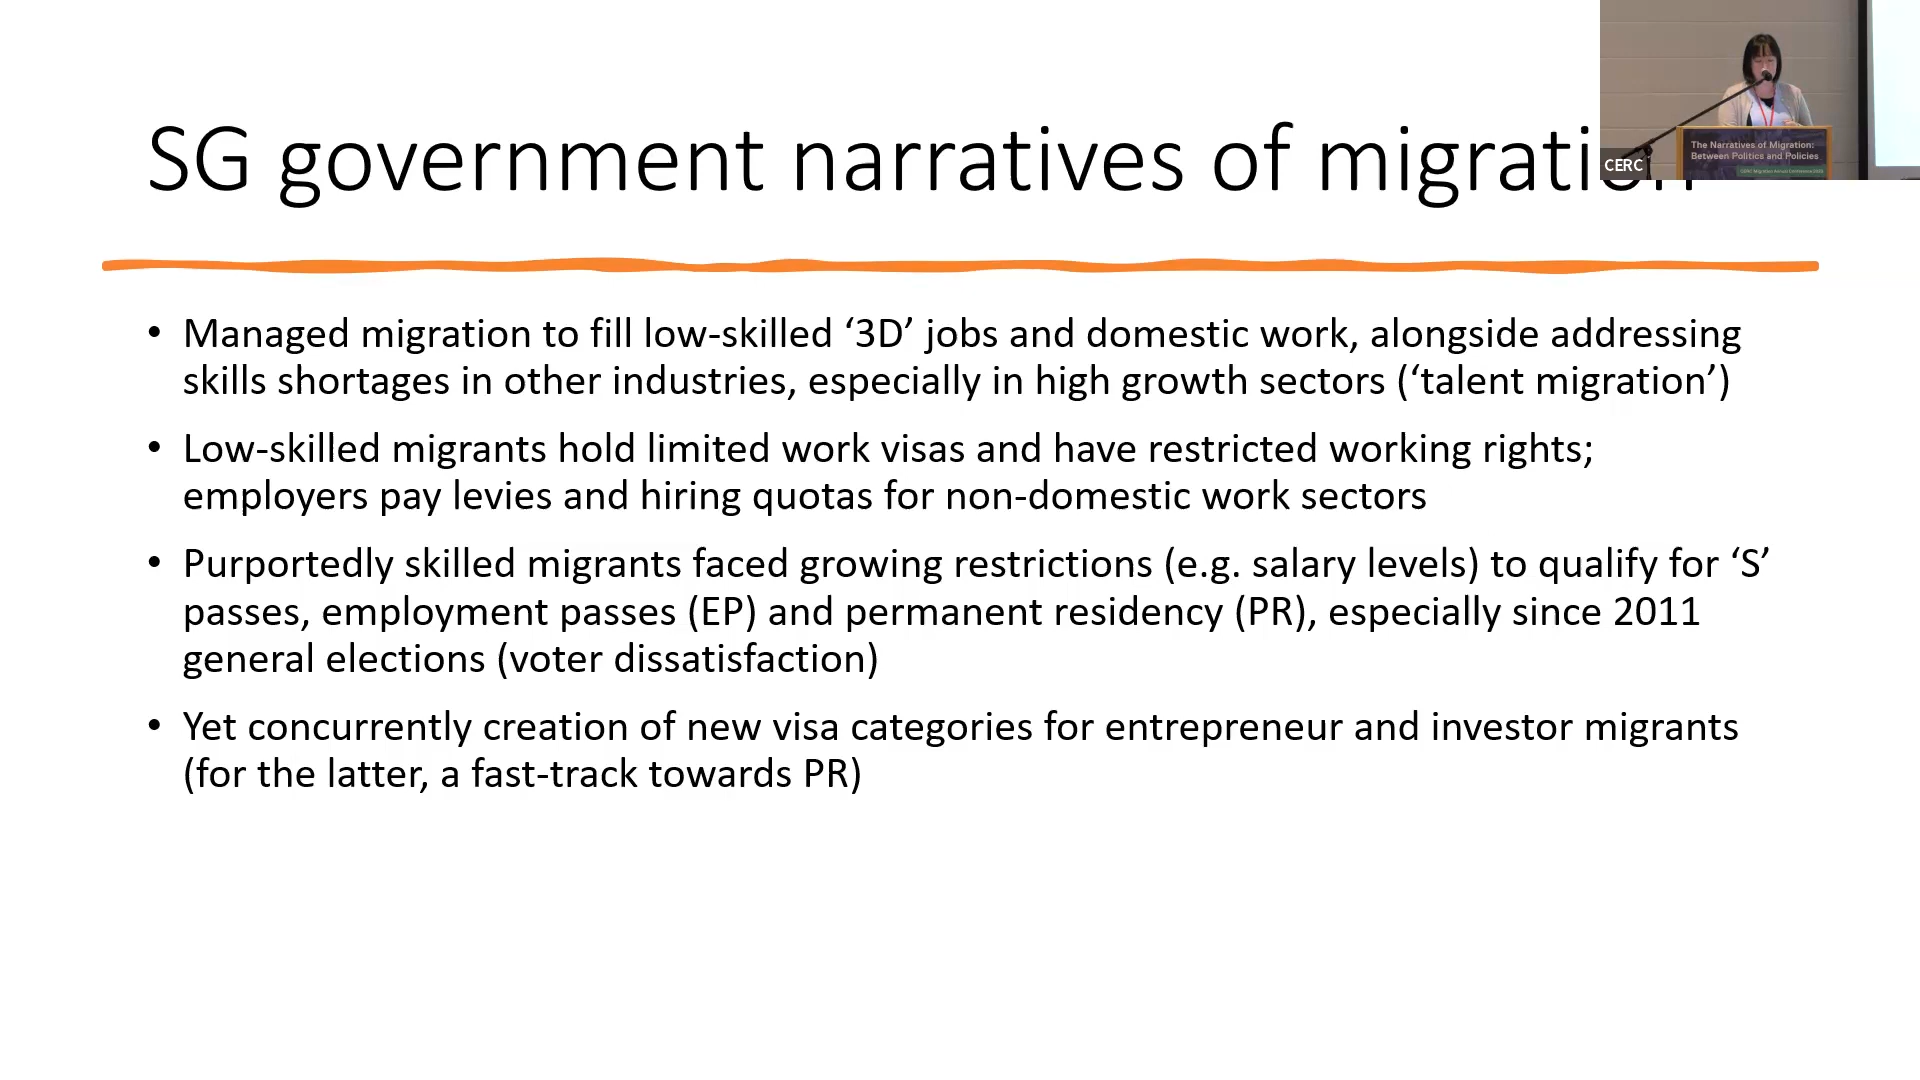 SG government narratives of migration
CERC
The Narratives of Migration:
Between Politics and Policies
• Managed migration to fill low-skilled ‘3D’ jobs and domestic work, alongside addressing
skills shortages in other industries, especially in high growth sectors (‘talent migration’)
• Low-skilled migrants hold limited work visas and have restricted working rights;
employers pay levies and hiring quotas for non-domestic work sectors
• Purportedly skilled migrants faced growing restrictions (e.g. salary levels) to qualify for ‘S’
passes, employment passes (EP) and permanent residency (PR), especially since 2011
general elections (voter dissatisfaction)
• Yet concurrently creation of new visa categories for entrepreneur and investor migrants
(for the latter, a fast-track towards PR)